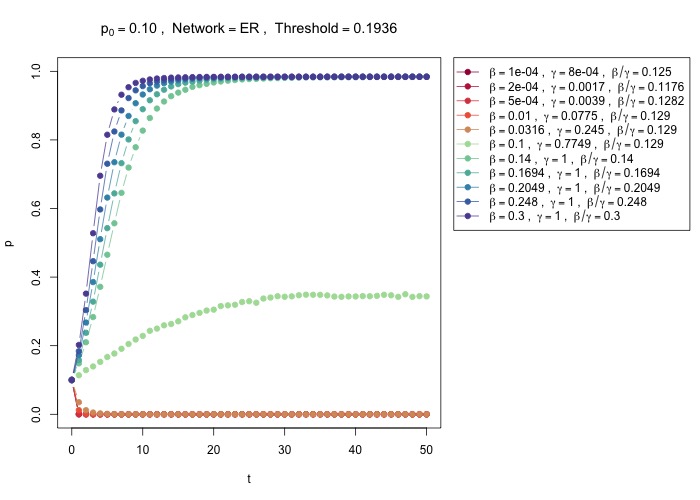 p0 = 0.10 , Network = ER , Threshold = 0.1936
1.0
0.8
0.6
0.4
0.2
0.0
p
0 10 20 30 40 50
t
β = 1e-04 , γ = 8e-04 , β/γ = 0.125
β = 2e-04 , γ = 0.0017 , β/γ = 0.1176
β = 5e-04 , γ = 0.0039 , β/γ = 0.1282
β = 0.01 , γ = 0.0775 , β/γ = 0.129
β = 0.0316 , γ = 0.245 , β/γ = 0.129
β = 0.1 , γ = 0.7749 , β/γ = 0.129
β = 0.14 , γ = 1 , β/γ = 0.14
β = 0.1694 , γ = 1 , β/γ = 0.1694
β = 0.2049 , γ = 1 , β/γ = 0.2049
β = 0.248 , γ = 1 , β/γ = 0.248
β = 0.3 , γ = 1 , β/γ = 0.3